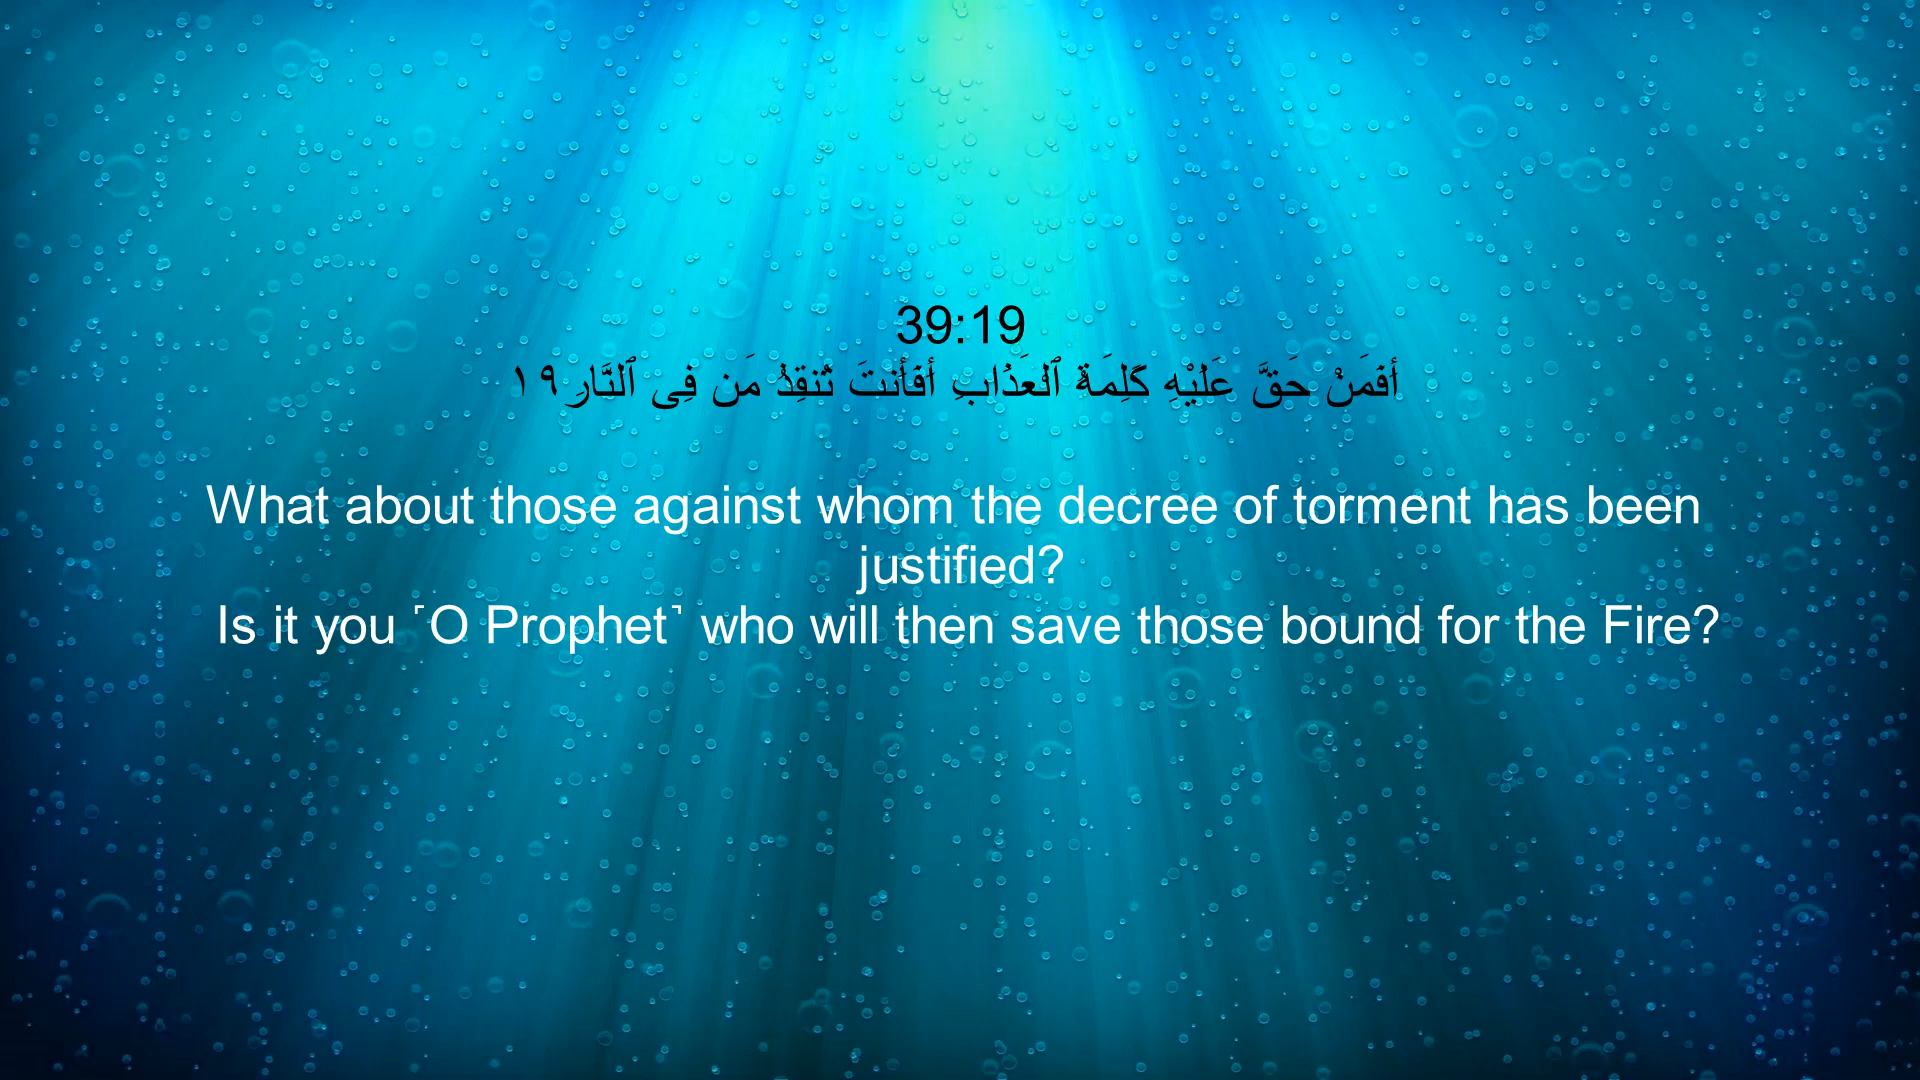 39:19
أَفَمَنْ حَقَّ عَلَيْهِ كَلِمَةُ ٱلْعَذَابِ أَفَأَنتَ تُنقِذُ مَن فِى ٱلنَّارِ ١٩
What about those against whom the decree of torment has been
justified?
Is it you ˹O Prophet˺ who will then save those bound for the Fire?